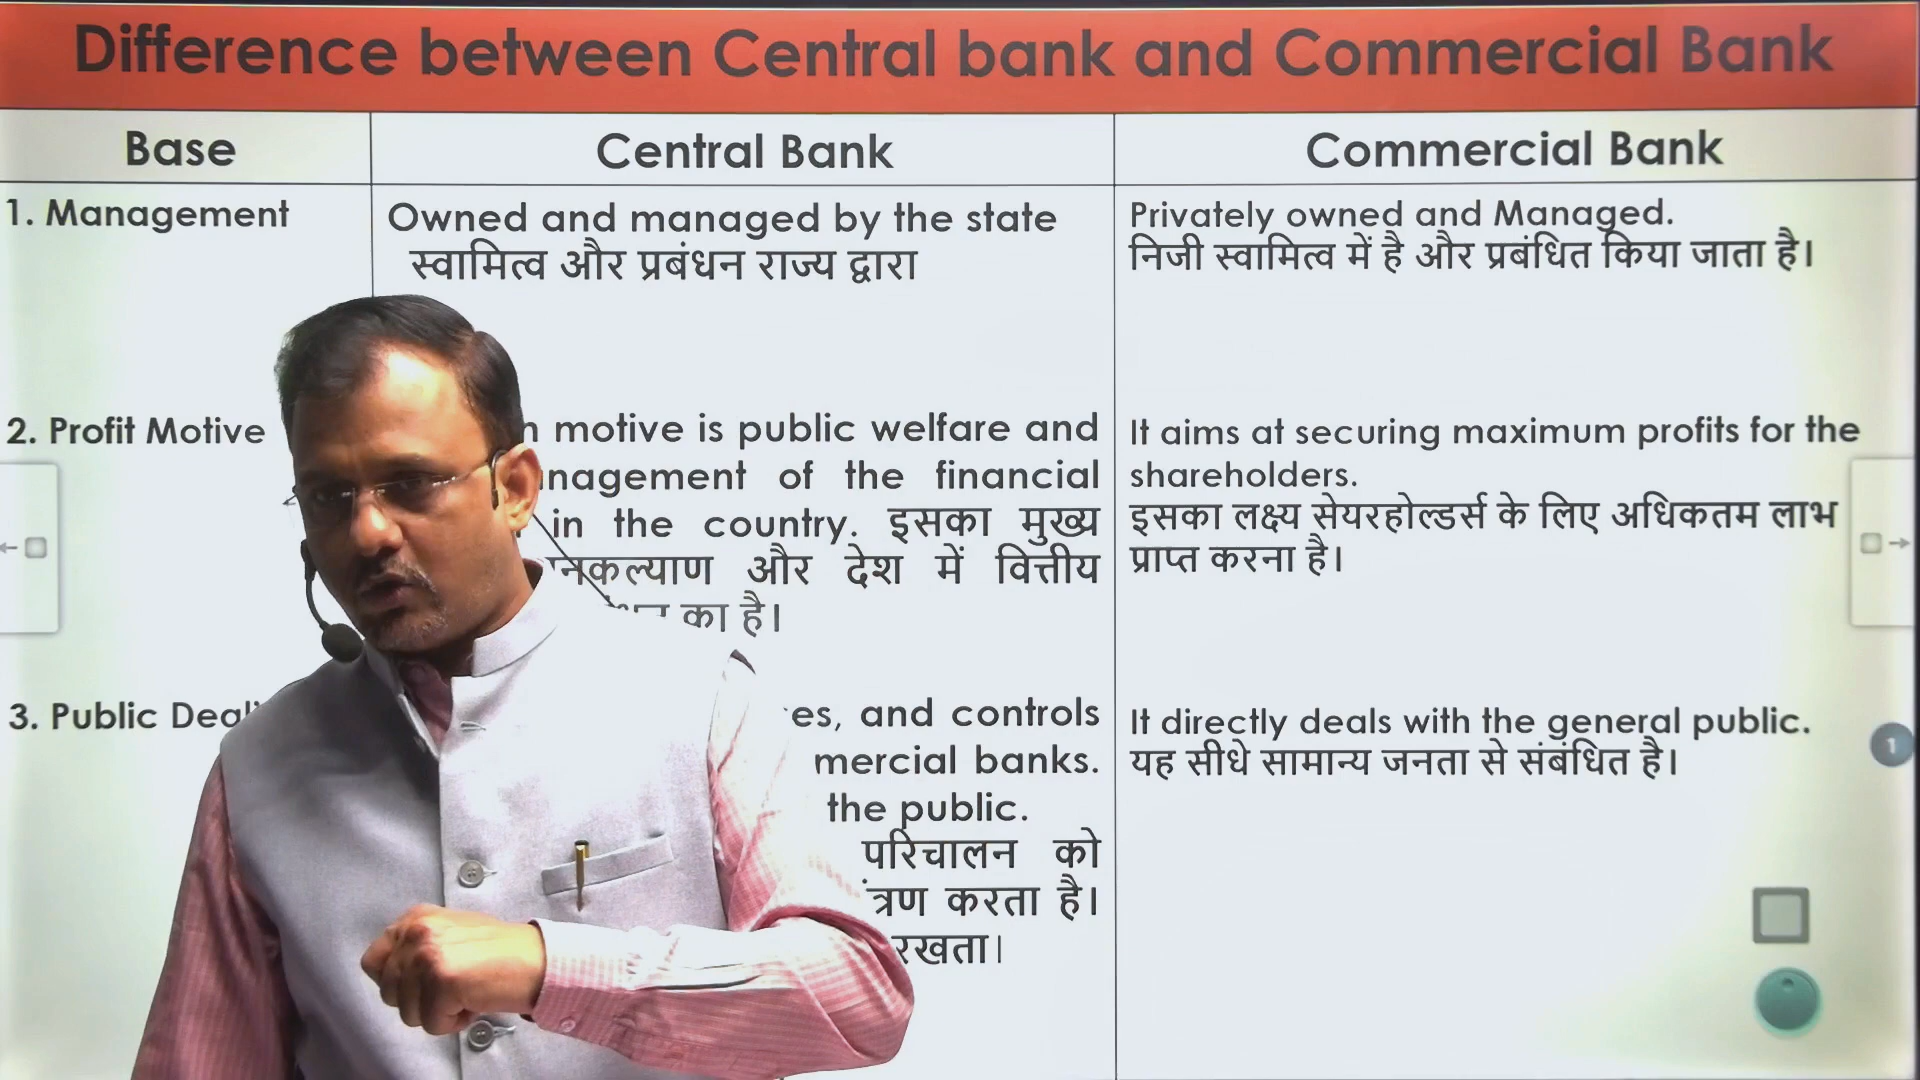 Difference between Central bank and Commercial Bank
Base
Central Bank
Commercial Bank
1. Management
Owned and managed by the state
स्वामित्व और प्रबंधन राज्य द्वारा
Privately owned and Managed.
निजी स्वामित्व में है और प्रबंधित किया जाता है।
2. Profit Motive
motive is public welfare and
of the financial
in the country. इसका मुख्य
और देश में वित्तीय
का है।
It aims at securing maximum profits for the
shareholders.
इसका लक्ष्य सेयरहोल्डर्स के लिए अधिकतम लाभ
प्राप्त करना है।
3. Public
and controls
banks.
the public.
परिचालन को
करता है।
रखता।
It directly deals with the general public.
यह सीधे सामान्य जनता से संबंधित है।
1